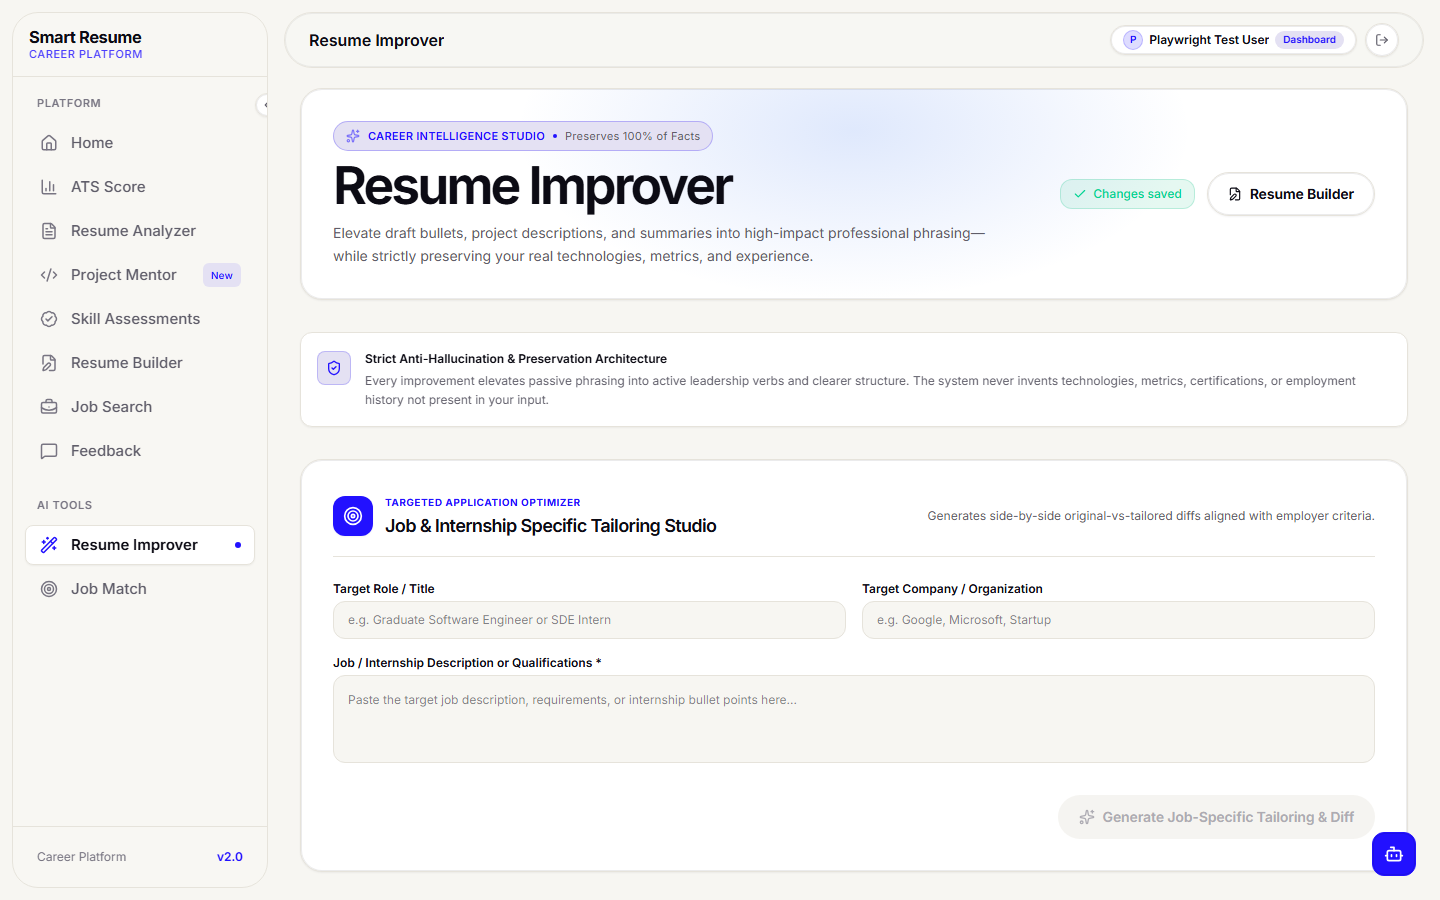 Smart Resume
CAREER PLATFORM
PLATFORM
Home
ATS Score
Resume Analyzer
Project Mentor
New
Skill Assessments
Resume Builder
Job Search
Feedback
AI TOOLS
Resume Improver
Job Match
Career Platform
v2.0
Resume Improver
P
Playwright Test User
Dashboard
CAREER INTELLIGENCE STUDIO • Preserves 100% of Facts
Resume Improver
Elevate draft bullets, project descriptions, and summaries into high-impact professional phrasing—
while strictly preserving your real technologies, metrics, and experience.
Changes saved
Resume Builder
Strict Anti-Hallucination & Preservation Architecture
Every improvement elevates passive phrasing into active leadership verbs and clearer structure. The system never invents technologies, metrics, certifications, or employment
history not present in your input.
TARGETED APPLICATION OPTIMIZER
Job & Internship Specific Tailoring Studio
Generates side-by-side original-vs-tailored diffs aligned with employer criteria.
Target Role / Title
e.g. Graduate Software Engineer or SDE Intern
Target Company / Organization
e.g. Google, Microsoft, Startup
Job / Internship Description or Qualifications *
Paste the target job description, requirements, or internship bullet points here...
Generate Job-Specific Tailoring & Diff